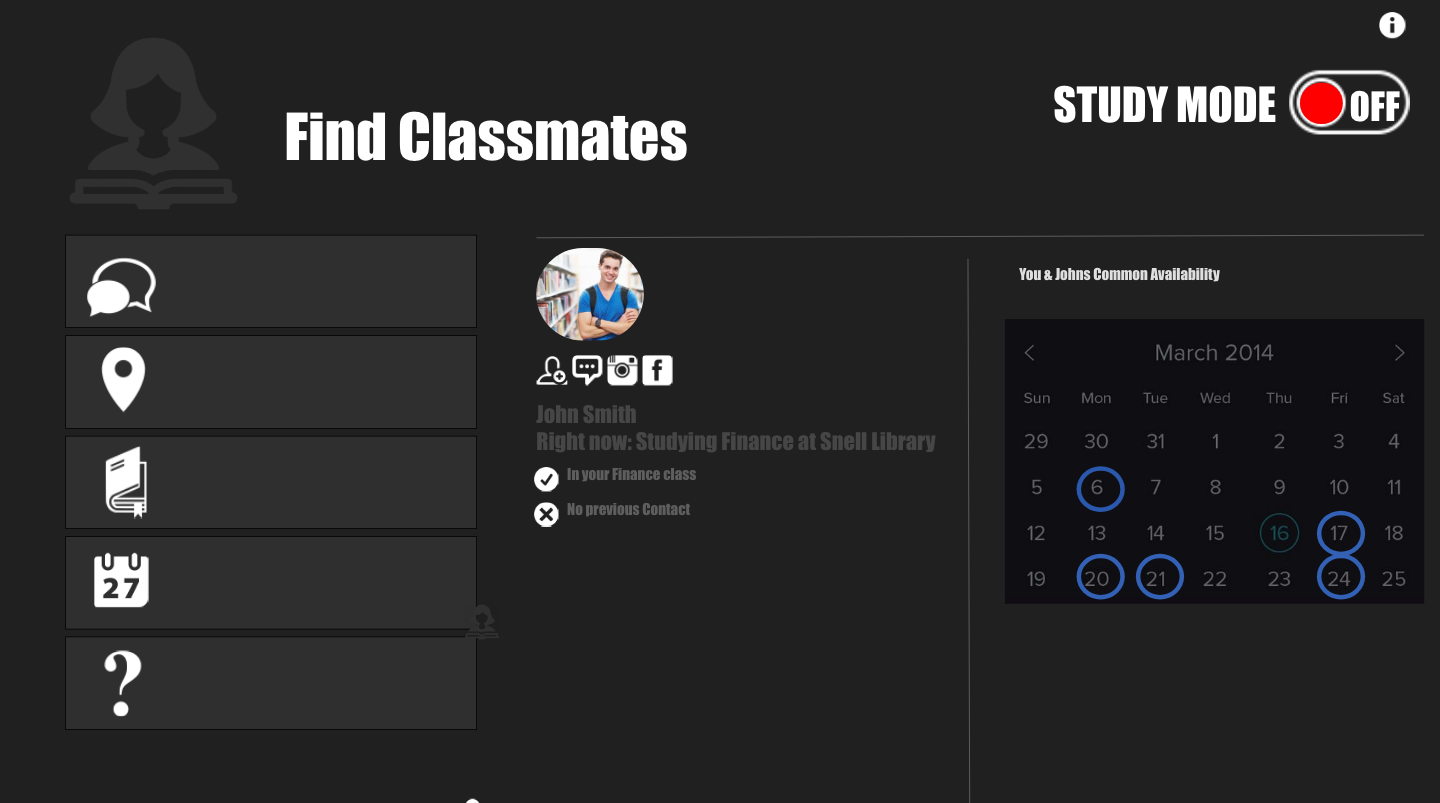 Find Classmates
STUDY MODE OFF
27
?
John Smith
Right now: Studying Finance at Snell Library
In your Finance class
No previous Contact
You & Johns Common Availability
< March 2014 >
Sun Mon Tue Wed Thu Fri Sat
29 30 31 1 2 3 4
5 6 7 8 9 10 11
12 13 14 15 16 17 18
19 20 21 22 23 24 25